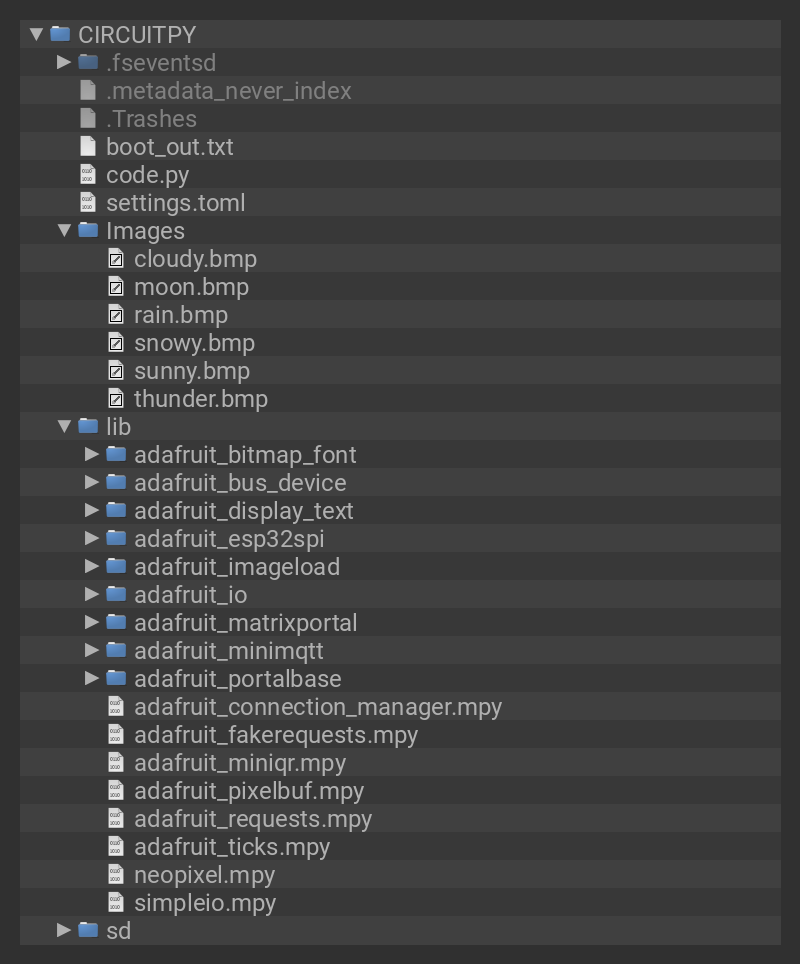 CIRCUITPY
.fseventsd
.metadata_never_index
.Trashes
boot_out.txt
code.py
settings.toml
Images
cloudy.bmp
moon.bmp
rain.bmp
snowy.bmp
sunny.bmp
thunder.bmp
lib
adafruit_bitmap_font
adafruit_bus_device
adafruit_display_text
adafruit_esp32spi
adafruit_imageload
adafruit_io
adafruit_matrixportal
adafruit_minimqtt
adafruit_portalbase
adafruit_connection_manager.mpy
adafruit_fakerequests.mpy
adafruit_miniqr.mpy
adafruit_pixelbuf.mpy
adafruit_requests.mpy
adafruit_ticks.mpy
neopixel.mpy
simpleio.mpy
sd